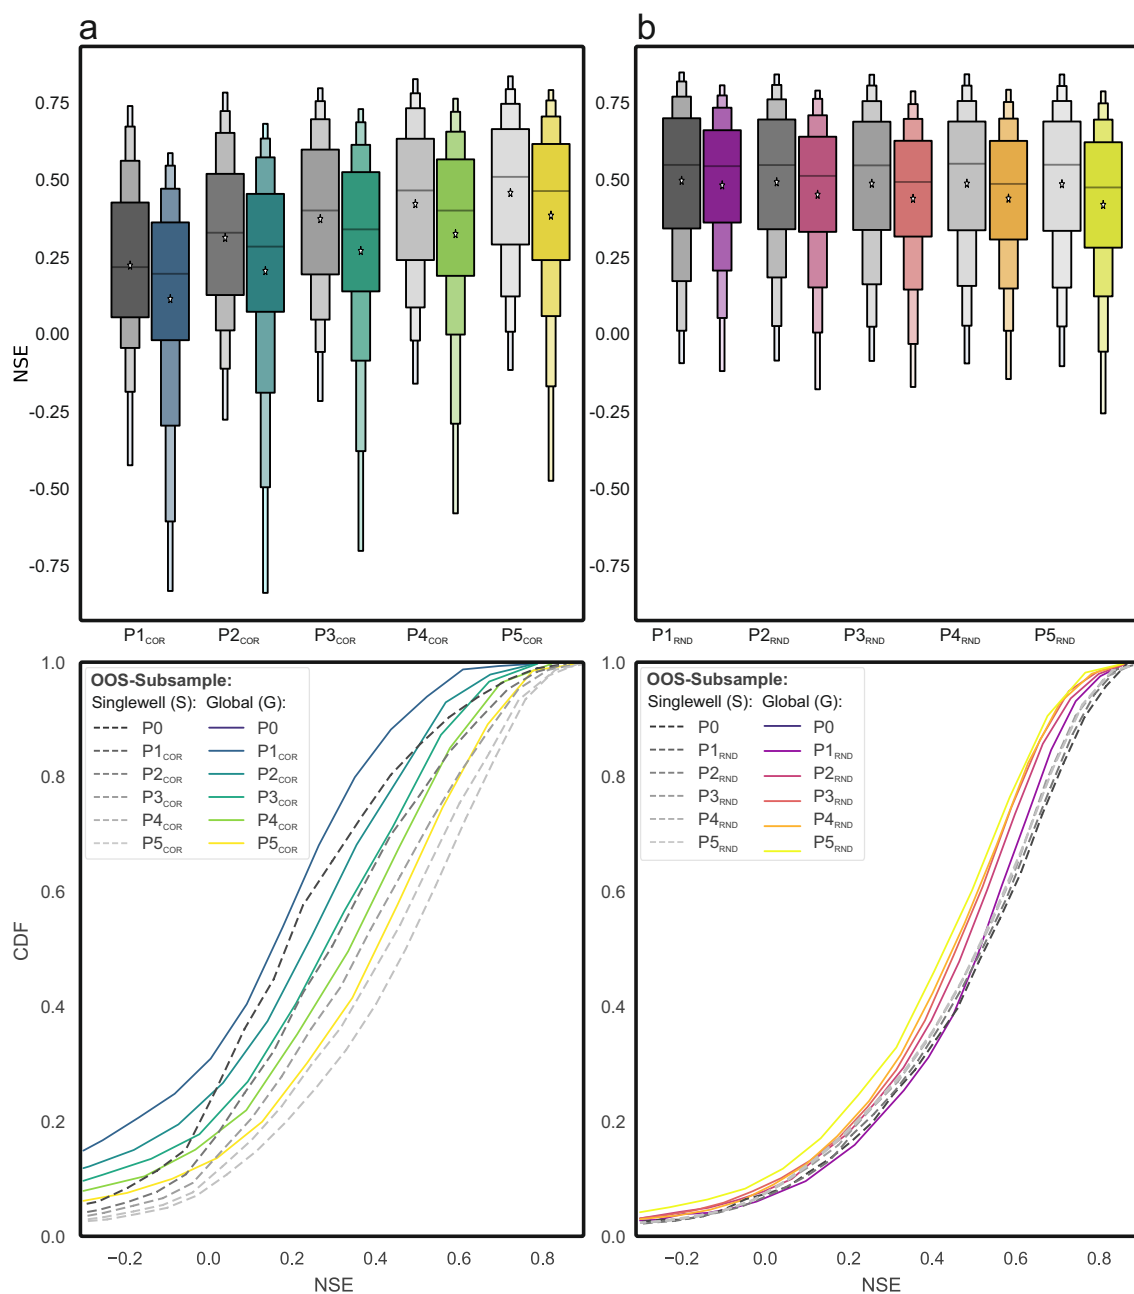 a b
0.75 0.75
0.50 0.50
0.25 0.25
0.00 0.00
NSE
-0.25 -0.25
-0.50 -0.50
-0.75 -0.75
P1COR P2COR P3COR P4COR P5COR P1RND P2RND P3RND P4RND P5RND
1.0 1.0
OOS-Subsample:
Singlewell (S): Global (G):
P0 P0
P1COR P1COR
P2COR P2COR
P3COR P3COR
P4COR P4COR
P5COR P5COR
OOS-Subsample:
Singlewell (S): Global (G):
P0 P0
P1RND P1RND
P2RND P2RND
P3RND P3RND
P4RND P4RND
P5RND P5RND
0.8 0.8
0.6 0.6
CDF
0.4 0.4
0.2 0.2
0.0 0.0
−0.2 0.0 0.2 0.4 0.6 0.8 −0.2 0.0 0.2 0.4 0.6 0.8
NSE NSE